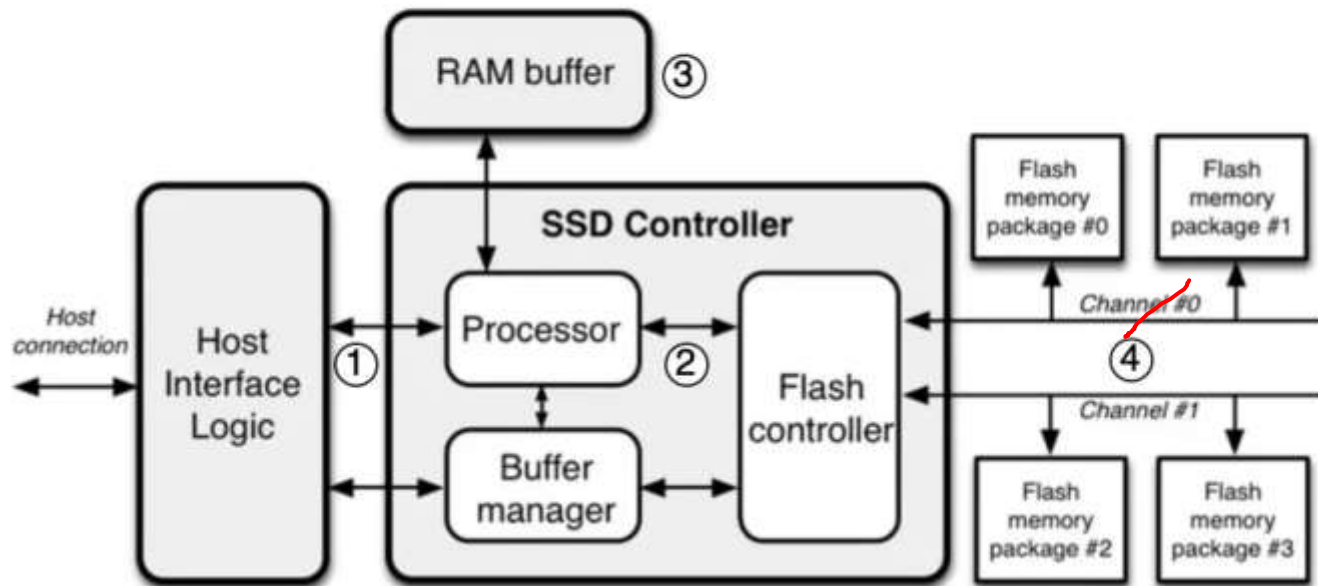 RAM buffer
③
Flash
memory
package #0
Flash
memory
package #1
SSD Controller
Host
connection
Host
Interface
Logic
①
Processor
②
Flash
controller
Channel #0
④
Channel #1
Buffer
manager
Flash
memory
package #2
Flash
memory
package #3